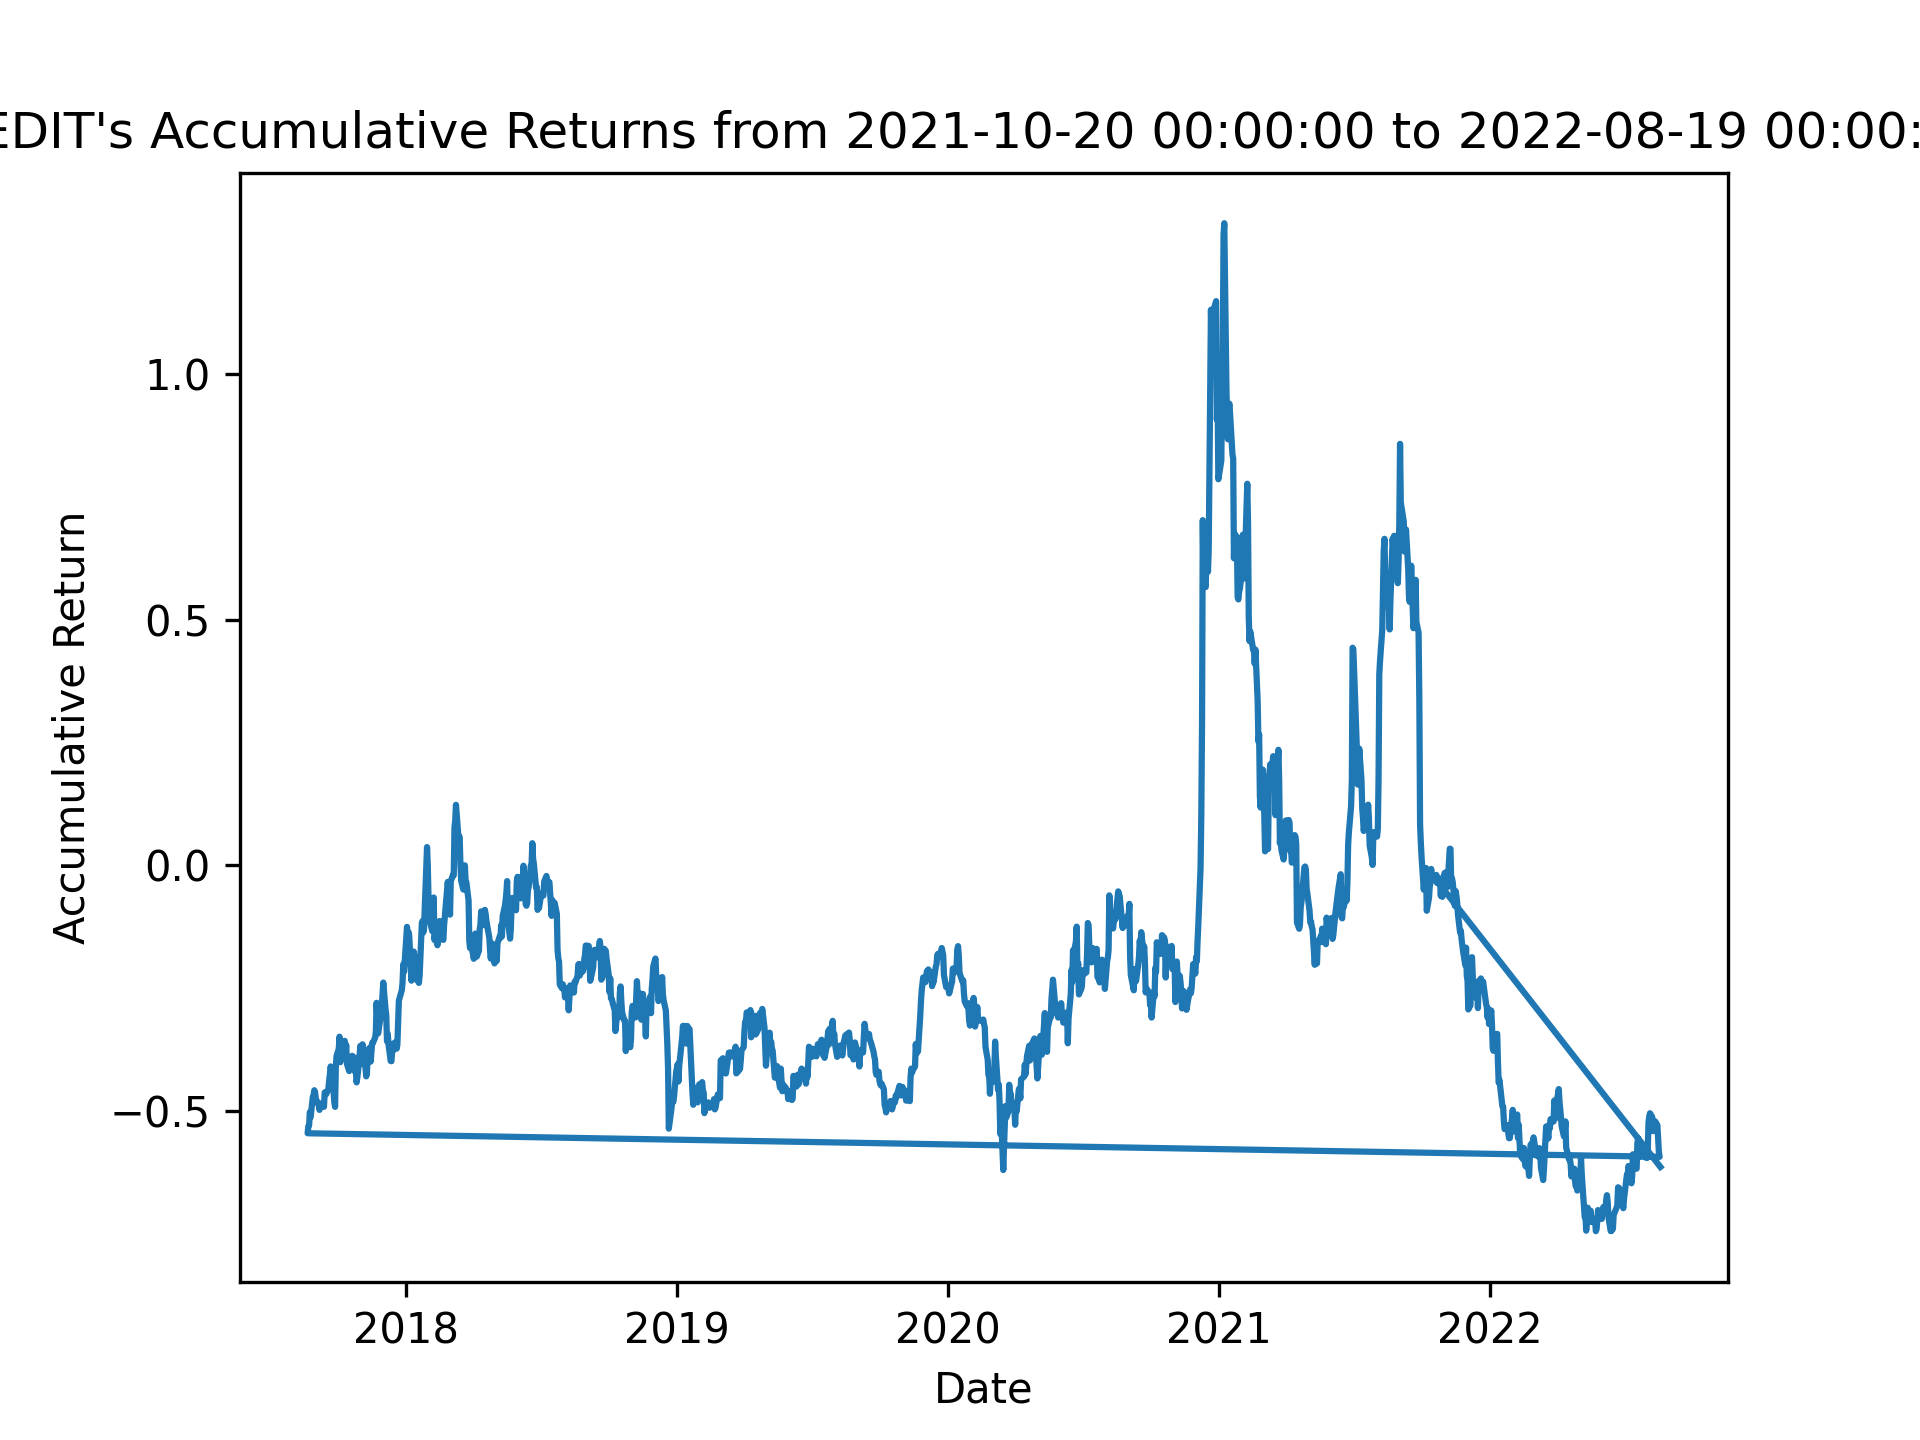 EDIT's Accumulative Returns from 2021-10-20 00:00:00 to 2022-08-19 00:00:
Accumulative Return
1.0
0.5
0.0
−0.5
2018 2019 2020 2021 2022
Date